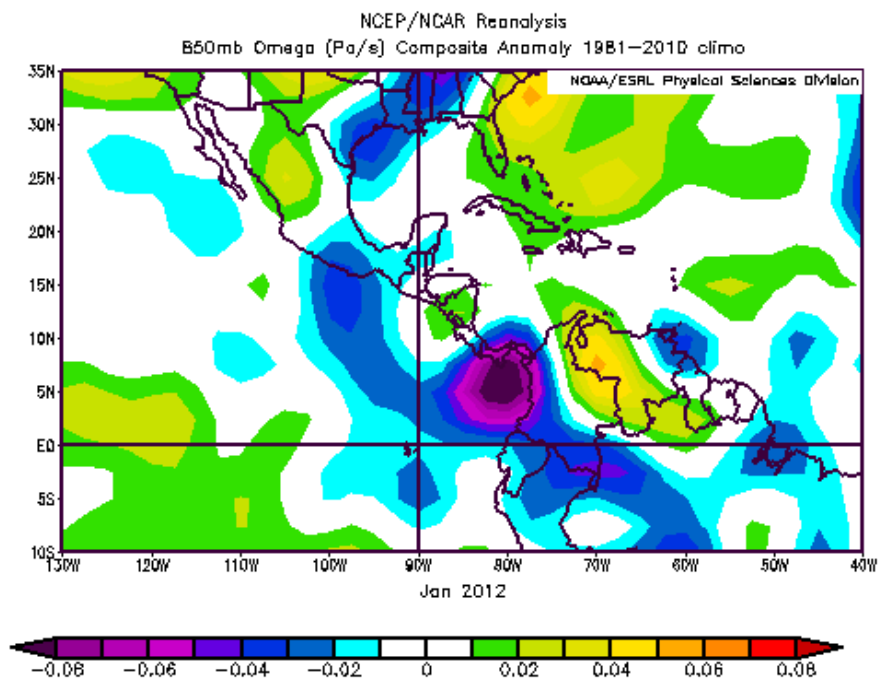 NCEP/NCAR Reanalysis
850mb Omega (Pa/s) Composite Anomaly 1981-2010 climo
NOAA/ESRL Physical Sciences Division
35N
30N
25N
20N
15N
10N
5N
EQ
5S
10S
130W 120W 110W 100W 90W 80W 70W 60W 50W 40W
Jan 2012
-0.08 -0.06 -0.04 -0.02 0 0.02 0.04 0.06 0.08